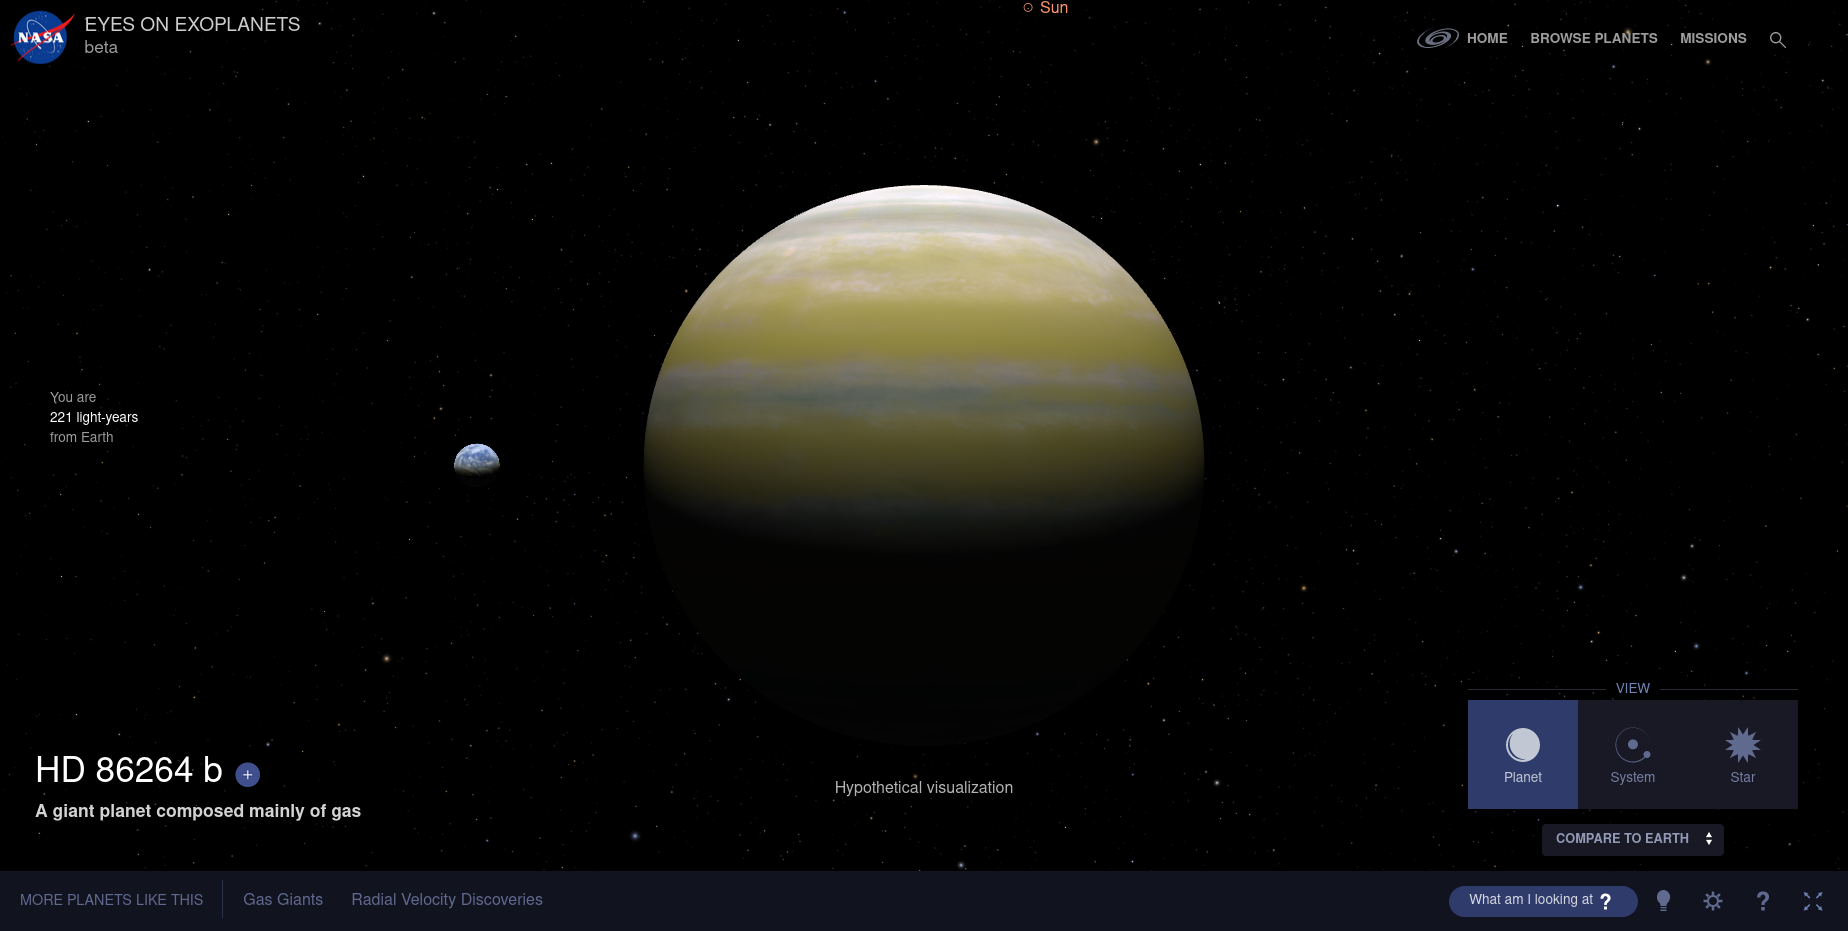 NASA
EYES ON EXOPLANETS
beta
Sun
HOME BROWSE PLANETS MISSIONS
You are
221 light-years
from Earth
HD 86264 b +
A giant planet composed mainly of gas
Hypothetical visualization
VIEW
Planet System Star
COMPARE TO EARTH
MORE PLANETS LIKE THIS Gas Giants Radial Velocity Discoveries
What am I looking at ? ?